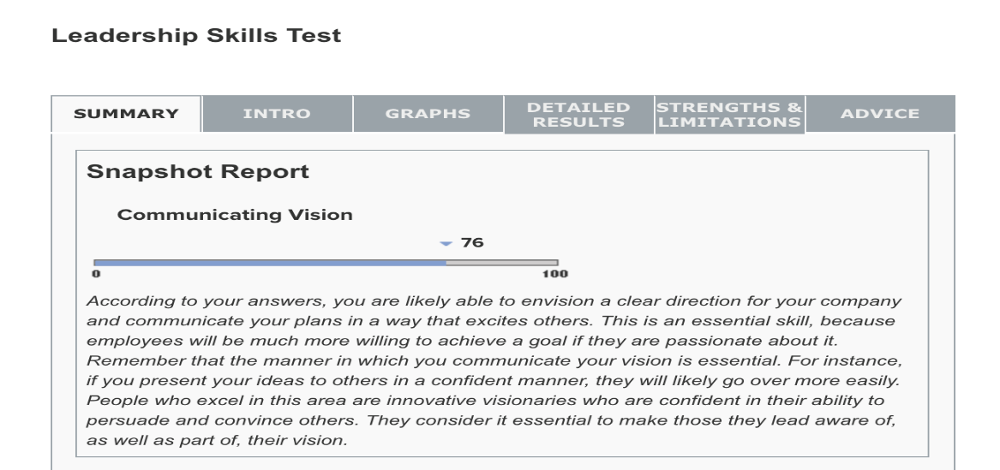 Leadership Skills Test
SUMMARY
INTRO
GRAPHS
DETAILED
RESULTS
STRENGTHS &
LIMITATIONS
ADVICE
Snapshot Report
Communicating Vision
76
0
100
According to your answers, you are likely able to envision a clear direction for your company
and communicate your plans in a way that excites others. This is an essential skill, because
employees will be much more willing to achieve a goal if they are passionate about it.
Remember that the manner in which you communicate your vision is essential. For instance,
if you present your ideas to others in a confident manner, they will likely go over more easily.
People who excel in this area are innovative visionaries who are confident in their ability to
persuade and convince others. They consider it essential to make those they lead aware of,
as well as part of, their vision.